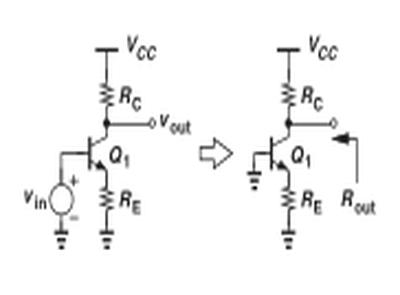 VCC VCC
RC RC
vout
Q1 Q1
vin + −
RE RE Rout